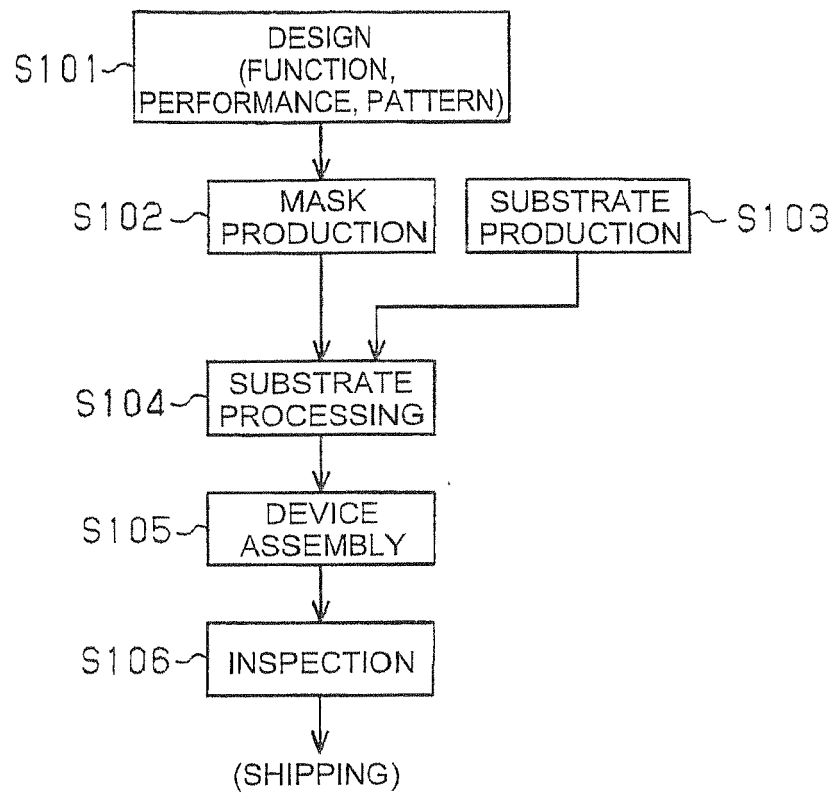 DESIGN
(FUNCTION,
PERFORMANCE, PATTERN)
S101
MASK
PRODUCTION
S102
SUBSTRATE
PRODUCTION
S103
SUBSTRATE
PROCESSING
S104
DEVICE
ASSEMBLY
S105
INSPECTION
S106
(SHIPPING)